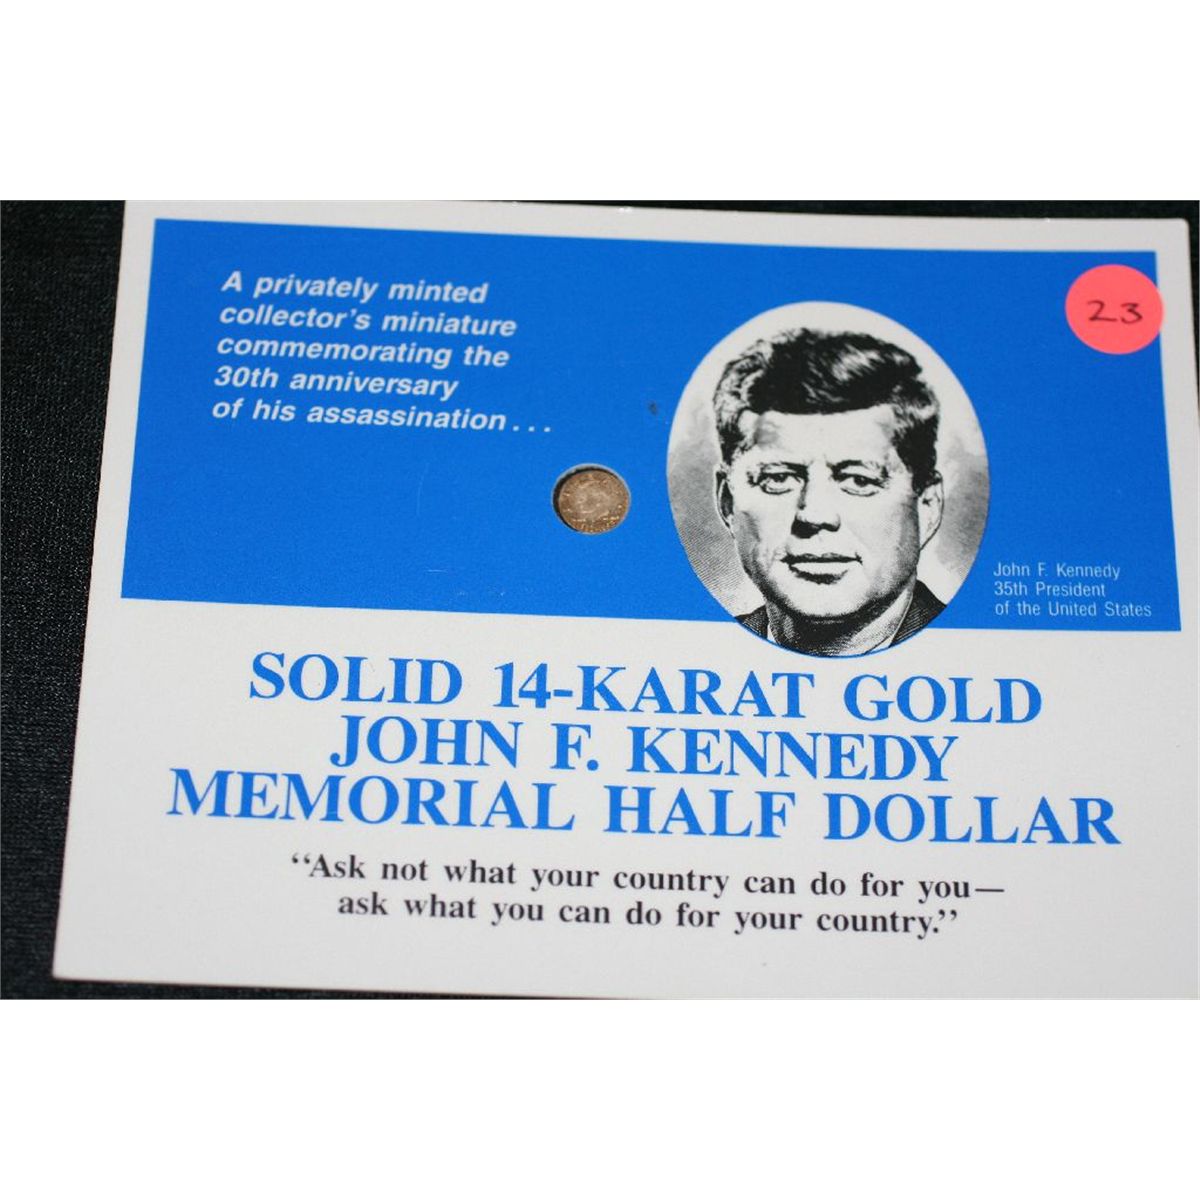 A privately minted
collector's miniature
commemorating the
30th anniversary
of his assassination...
23
John F. Kennedy
35th President
of the United States
SOLID 14-KARAT GOLD
JOHN F. KENNEDY
MEMORIAL HALF DOLLAR
“Ask not what your country can do for you—
ask what you can do for your country.”